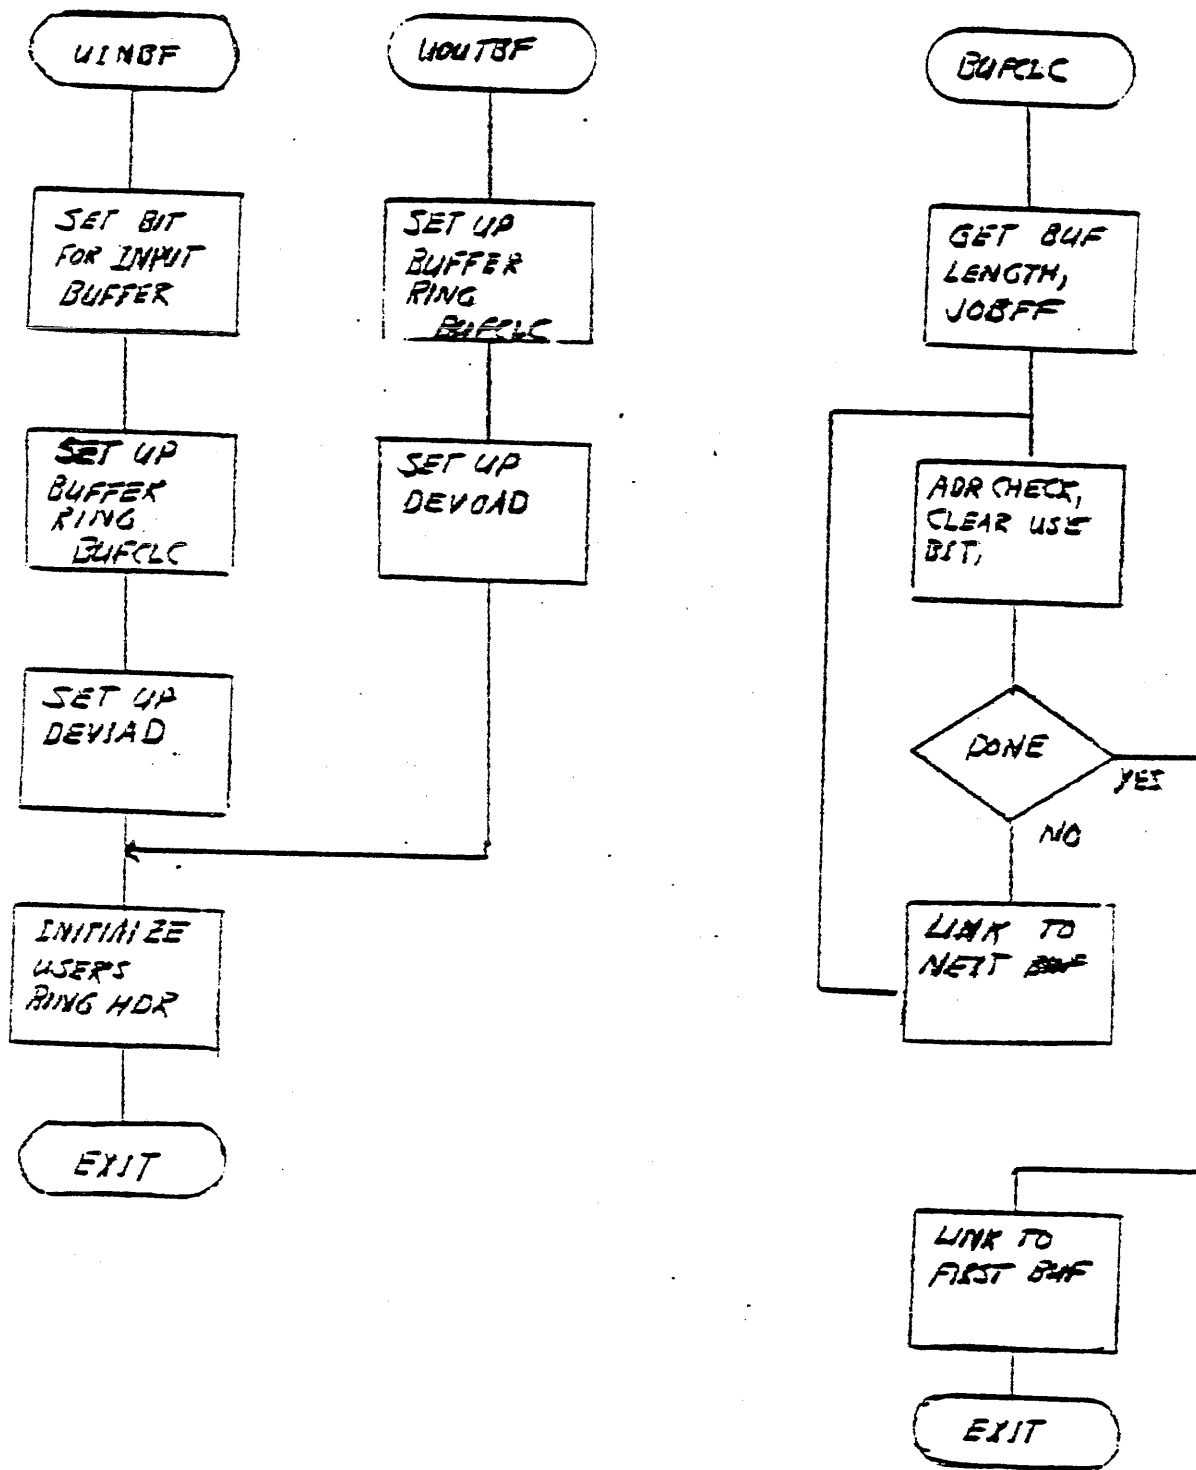 UINBF
SET BIT
FOR INPUT
BUFFER
SET UP
BUFFER
RING
BUFCLC
SET UP
DEVIAD
INITIAIZE
USER'S
RING HDR
EXIT
UOUTBF
SET UP
BUFFER
RING
BUFCLC
SET UP
DEVOAD
BUFCLC
GET BUF
LENGTH,
JOBFF
ADR CHECK,
CLEAR USE
BIT,
DONE
YES
NO
LINK TO
NEXT BUF
LINK TO
FIRST BUF
EXIT